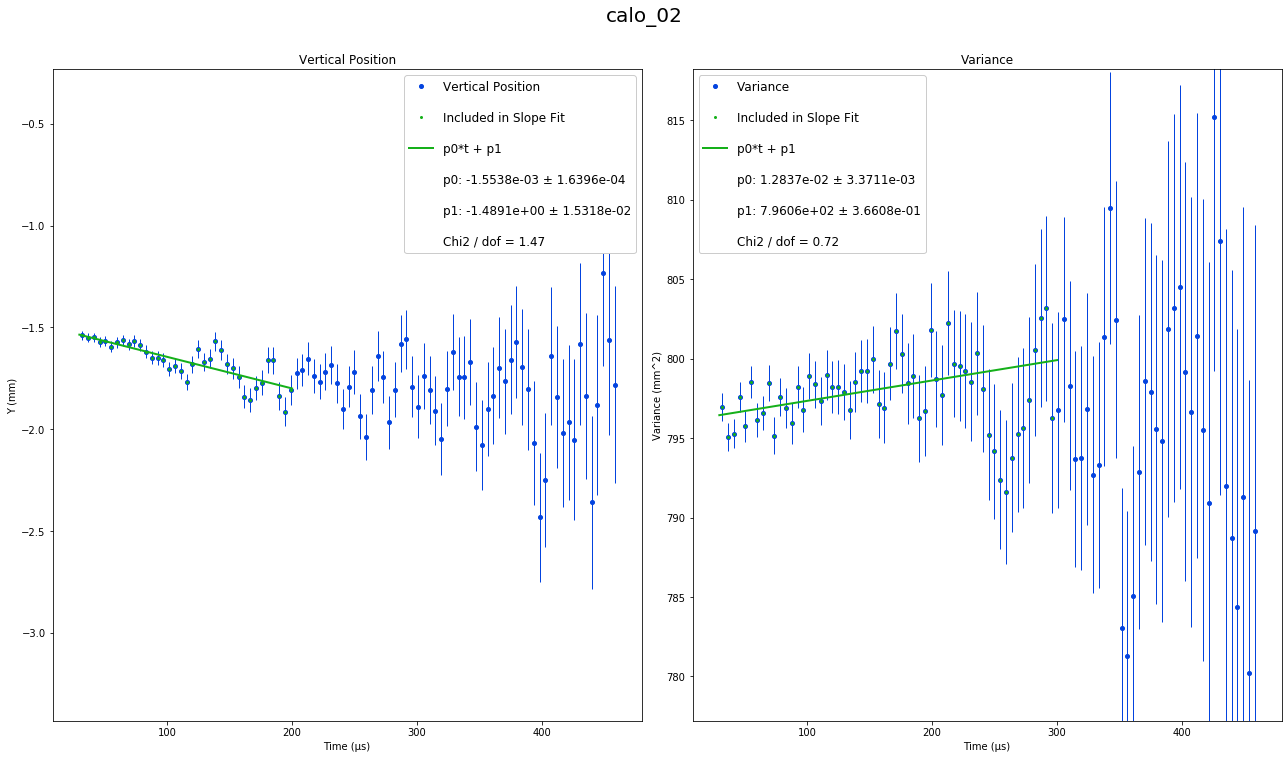 calo_02
Vertical Position
Vertical Position
Included in Slope Fit
p0*t + p1
p0: -1.5538e-03 ± 1.6396e-04
p1: -1.4891e+00 ± 1.5318e-02
Chi2 / dof = 1.47
−0.5
−1.0
−1.5
−2.0
−2.5
−3.0
Y (mm)
100 200 300 400
Time (μs)
Variance
Variance
Included in Slope Fit
p0*t + p1
p0: 1.2837e-02 ± 3.3711e-03
p1: 7.9606e+02 ± 3.6608e-01
Chi2 / dof = 0.72
815
810
805
800
795
790
785
780
Variance (mm^2)
100 200 300 400
Time (μs)